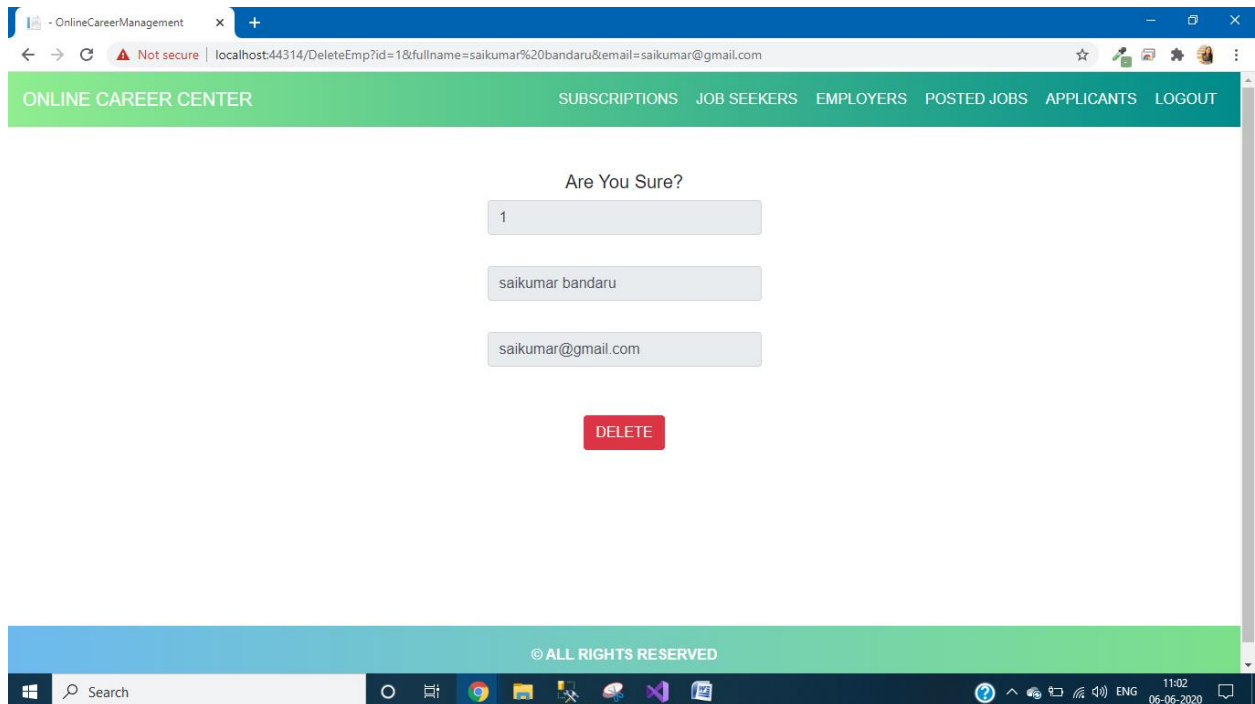 - OnlineCareerManagement
Not secure | localhost:44314/DeleteEmp?id=1&fullname=saikumar%20bandaru&email=saikumar@gmail.com
ONLINE CAREER CENTER SUBSCRIPTIONS JOB SEEKERS EMPLOYERS POSTED JOBS APPLICANTS LOGOUT
Are You Sure?
1
saikumar bandaru
saikumar@gmail.com
DELETE
© ALL RIGHTS RESERVED
Search ENG 11:02
06-06-2020